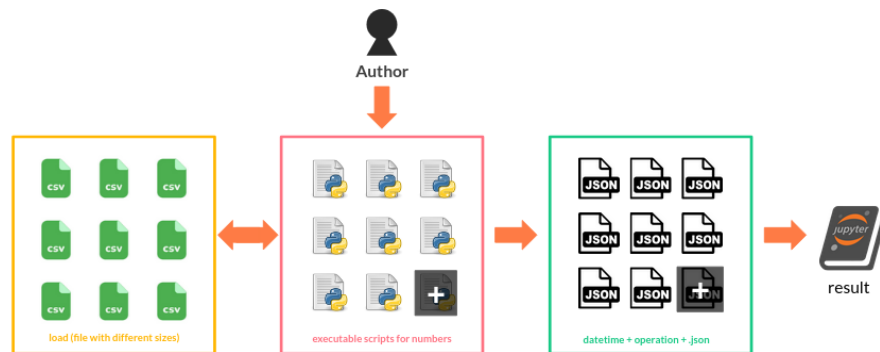 Author
csv csv csv
csv csv csv
csv csv csv
load (file with different sizes)
executable scripts for numbers
+
JSON JSON JSON
JSON JSON JSON
JSON JSON JSON
+
datetime + operation + .json
jupyter
result